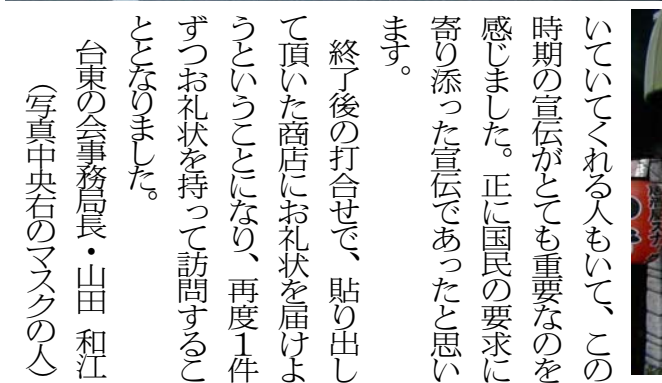 いていてくれる人もいて、この
時期の宣伝がとても重要なのを
感じました。正に国民の要求に
寄り添った宣伝であったと思い
ます。
終了後の打合せで、貼り出し
て頂いた商店にお礼状を届けよ
うということになり、再度１件
ずつお礼状を持って訪問するこ
ととなりました。
台東の会事務局長・山田 和江
（写真中央右のマスクの人）